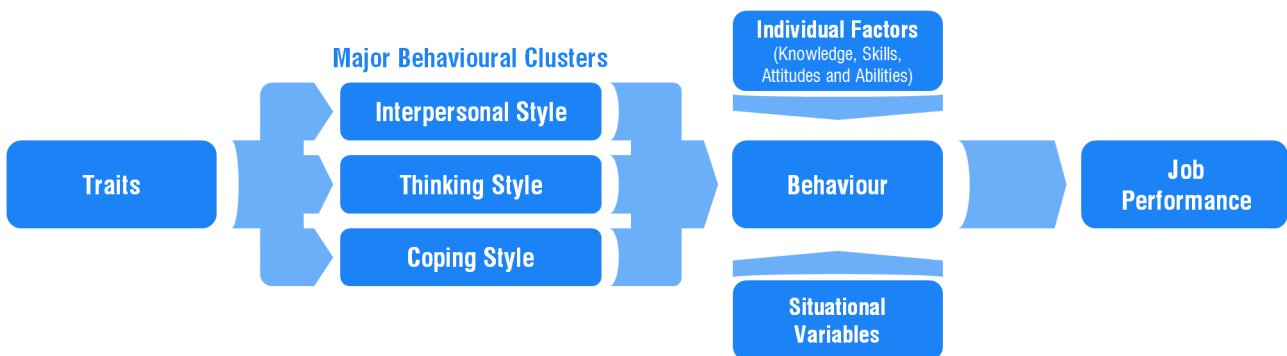 Individual Factors
(Knowledge, Skills,
Attitudes and Abilities)
Major Behavioural Clusters
Interpersonal Style
Traits
Thinking Style
Behaviour
Job
Performance
Coping Style
Situational
Variables